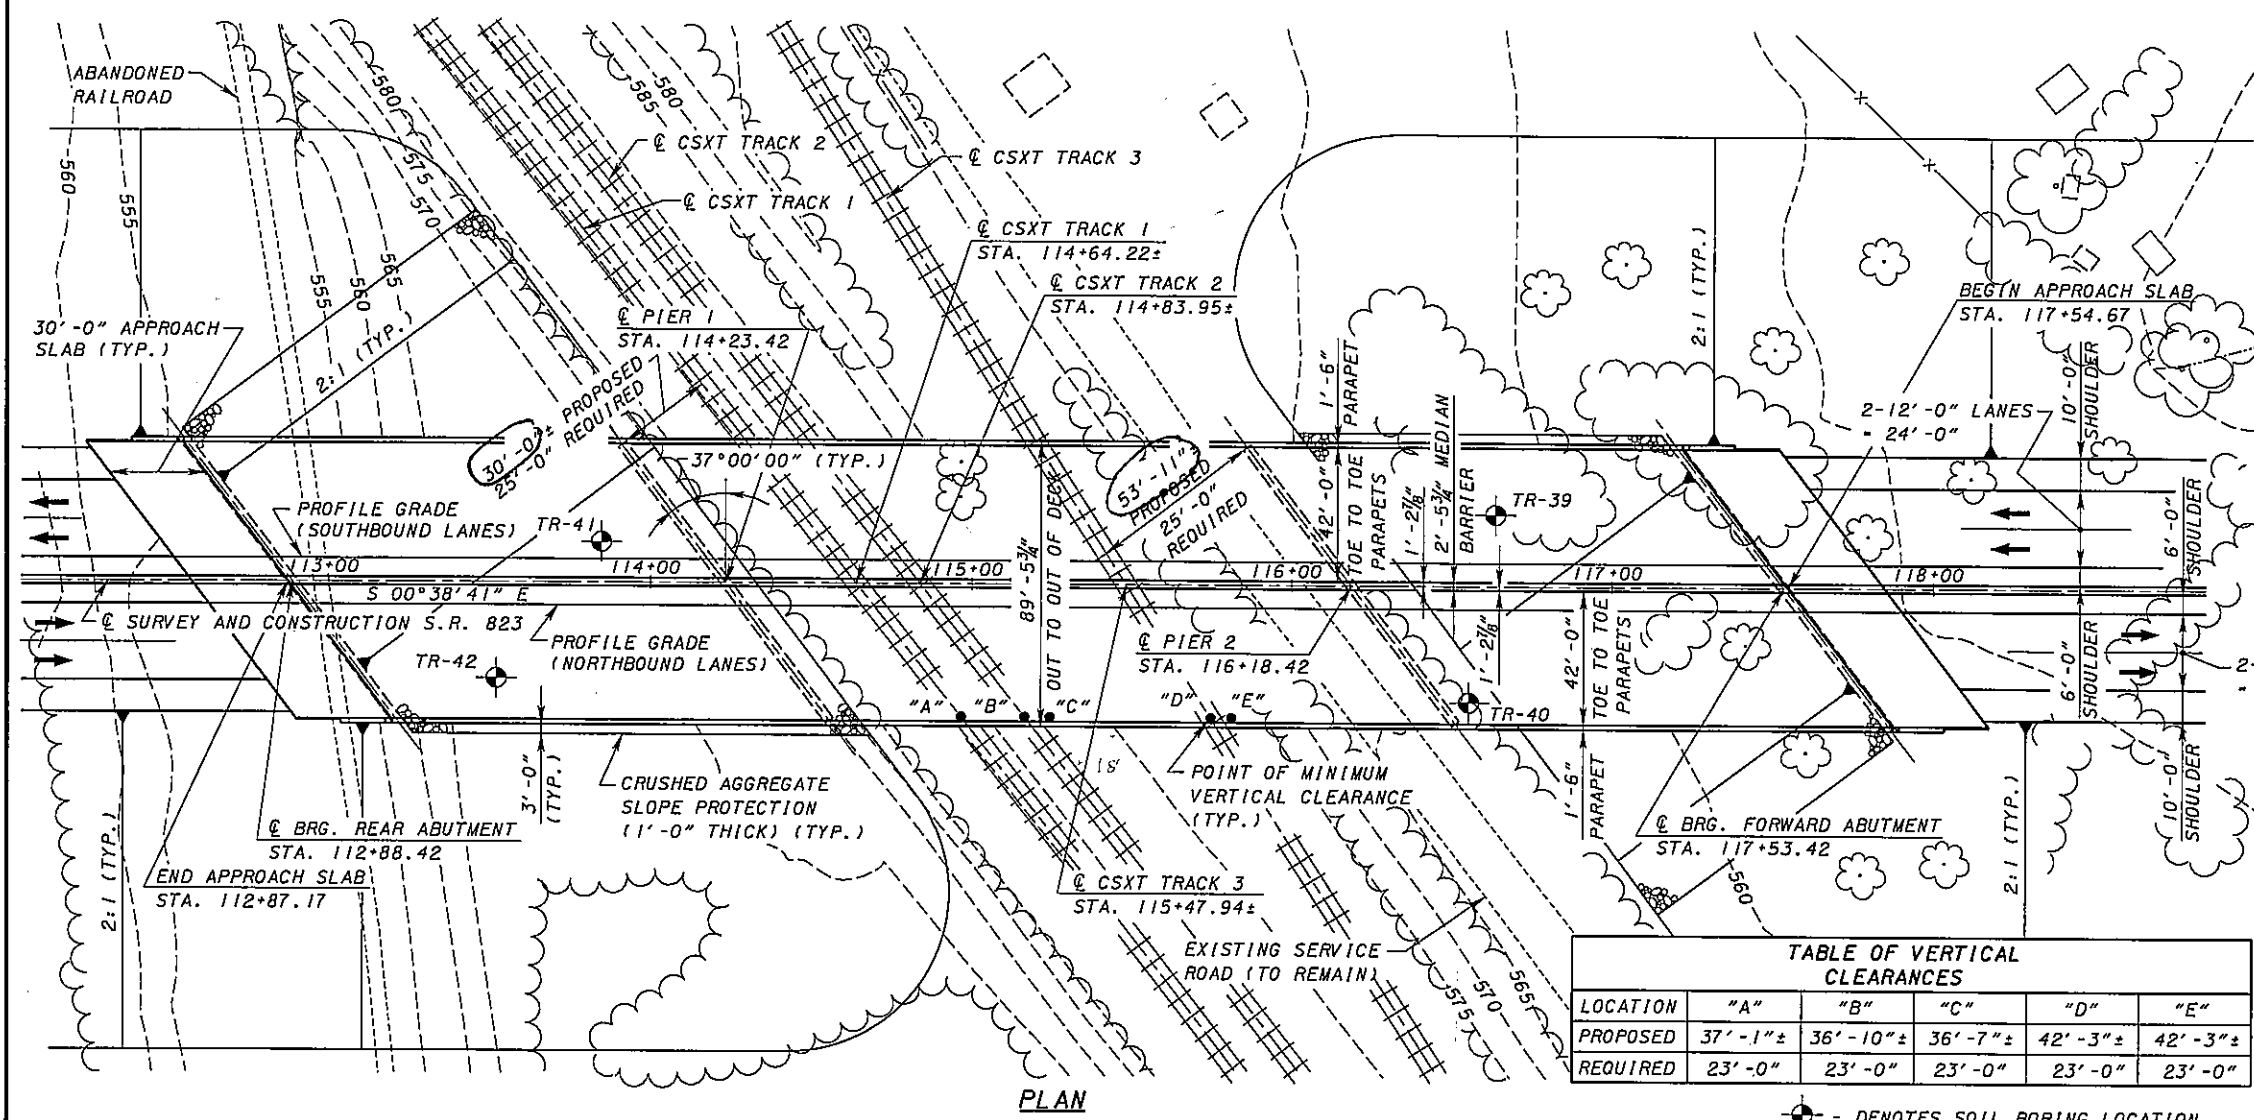 ABANDONED
RAILROAD
560
555
580
575
570
565
560
555
585
580
℄ CSXT TRACK 2
℄ CSXT TRACK 3
℄ CSXT TRACK 1
℄ CSXT TRACK 1
STA. 114+64.22±
℄ CSXT TRACK 2
STA. 114+83.95±
30'-0" APPROACH
SLAB (TYP.)
2:1 (TYP.)
℄ PIER 1
STA. 114+23.42
30'-0"± PROPOSED
25'-0" REQUIRED
37°00'00" (TYP.)
53'-11"±
PROPOSED
25'-0"
REQUIRED
1'-6"
PARAPET
42'-0"
TOE TO TOE
PARAPETS
1'-2⅞"
2'-5¾" MEDIAN
BARRIER
2:1 (TYP.)
BEGIN APPROACH SLAB
STA. 117+54.67
2-12'-0" LANES
= 24'-0"
10'-0"
SHOULDER
6'-0"
SHOULDER
PROFILE GRADE
(SOUTHBOUND LANES)
TR-41
TR-39
113+00
114+00
115+00
116+00
117+00
118+00
S 00°38'41" E
℄ SURVEY AND CONSTRUCTION S.R. 823
PROFILE GRADE
(NORTHBOUND LANES)
TR-42
89'-5¾"
OUT TO OUT OF DECK
℄ PIER 2
STA. 116+18.42
1'-2⅞"
42'-0"
TOE TO TOE
PARAPETS
6'-0"
SHOULDER
2-
"A"
"B"
"C"
"D"
"E"
TR-40
3'-0"
(TYP.)
CRUSHED AGGREGATE
SLOPE PROTECTION
(1'-0" THICK) (TYP.)
POINT OF MINIMUM
VERTICAL CLEARANCE
(TYP.)
1'-6"
PARAPET
10'-0"
SHOULDER
2:1 (TYP.)
℄ BRG. REAR ABUTMENT
STA. 112+88.42
END APPROACH SLAB
STA. 112+87.17
℄ BRG. FORWARD ABUTMENT
STA. 117+53.42
2:1 (TYP.)
℄ CSXT TRACK 3
STA. 115+47.94±
560
EXISTING SERVICE
ROAD (TO REMAIN)
575
570
565
TABLE OF VERTICAL
CLEARANCES
LOCATION "A" "B" "C" "D" "E"
PROPOSED 37'-1"± 36'-10"± 36'-7"± 42'-3"± 42'-3"±
REQUIRED 23'-0" 23'-0" 23'-0" 23'-0" 23'-0"
PLAN
- DENOTES SOIL BORING LOCATION